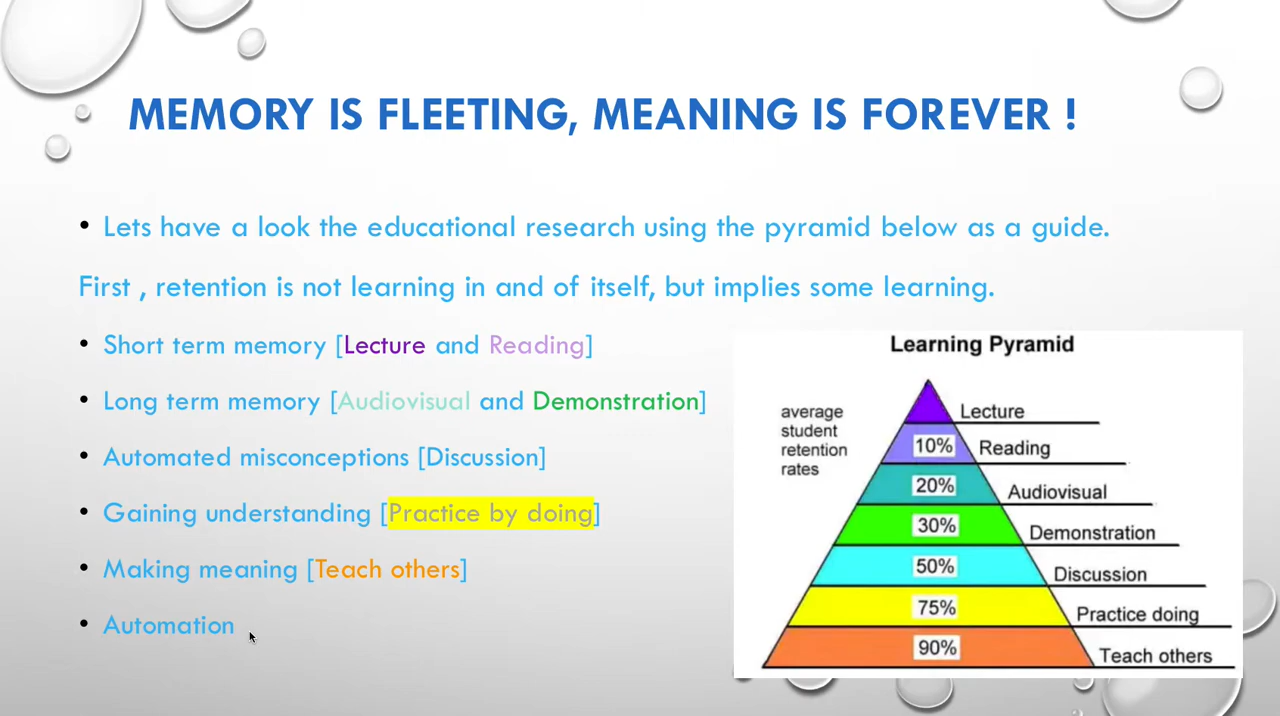 MEMORY IS FLEETING, MEANING IS FOREVER !
• Lets have a look the educational research using the pyramid below as a guide.
First , retention is not learning in and of itself, but implies some learning.
• Short term memory [Lecture and Reading]
• Long term memory [Audiovisual and Demonstration]
• Automated misconceptions [Discussion]
• Gaining understanding [Practice by doing]
• Making meaning [Teach others]
• Automation
Learning Pyramid
average
student
retention
rates
Lecture
10% Reading
20% Audiovisual
30% Demonstration
50% Discussion
75% Practice doing
90% Teach others